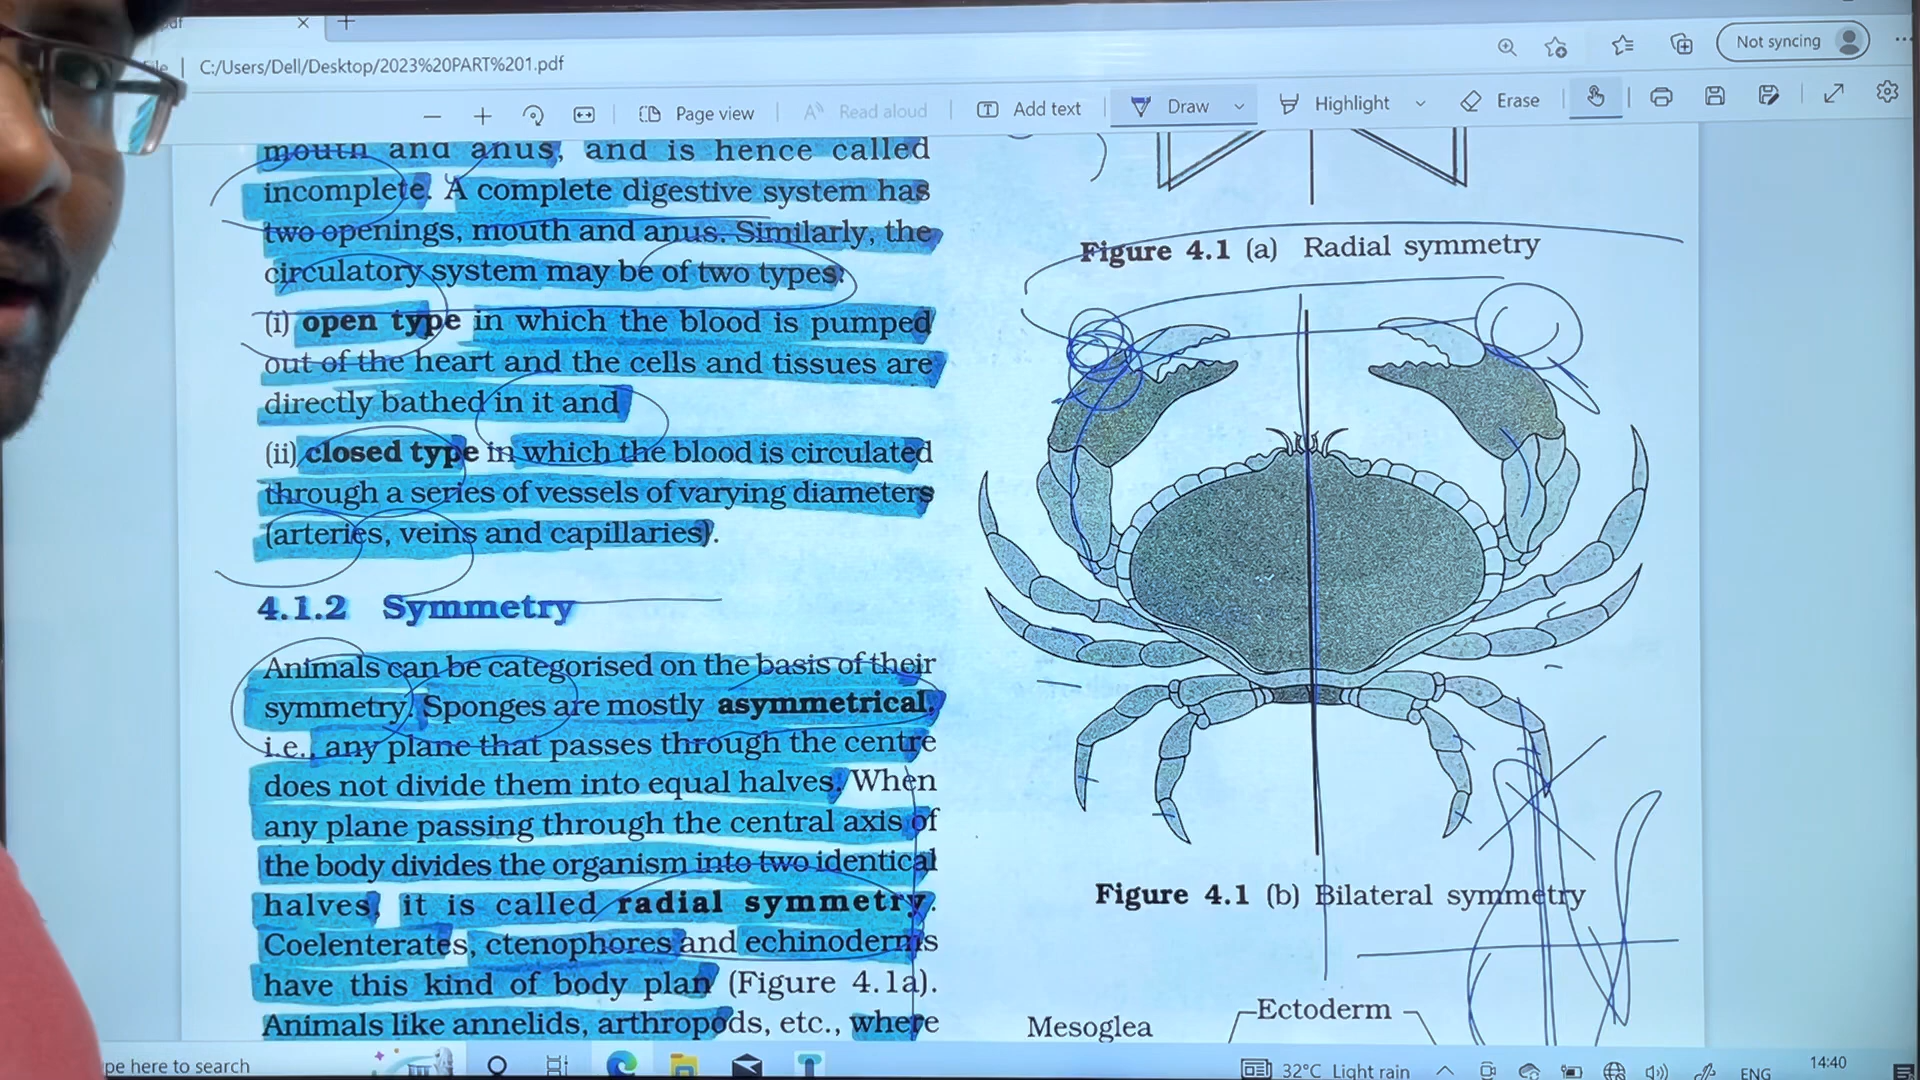 C:/Users/Dell/Desktop/2023%20PART%201.pdf
Not syncing
Page view
Read aloud
Add text
Draw
Highlight
Erase
mouth and anus, and is hence called
incomplete. A complete digestive system has
two openings, mouth and anus. Similarly, the
circulatory system may be of two types:
(i) open type in which the blood is pumped
out of the heart and the cells and tissues are
directly bathed in it and
(ii) closed type in which the blood is circulated
through a series of vessels of varying diameters
(arteries, veins and capillaries).
4.1.2 Symmetry
Animals can be categorised on the basis of their
symmetry. Sponges are mostly asymmetrical,
i.e., any plane that passes through the centre
does not divide them into equal halves. When
any plane passing through the central axis of
the body divides the organism into two identical
halves, it is called radial symmetry.
Coelenterates, ctenophores and echinoderms
have this kind of body plan (Figure 4.1a).
Animals like annelids, arthropods, etc., where
Figure 4.1 (a) Radial symmetry
Figure 4.1 (b) Bilateral symmetry
Ectoderm
Mesoglea
pe here to search
32°C Light rain
ENG
14:40